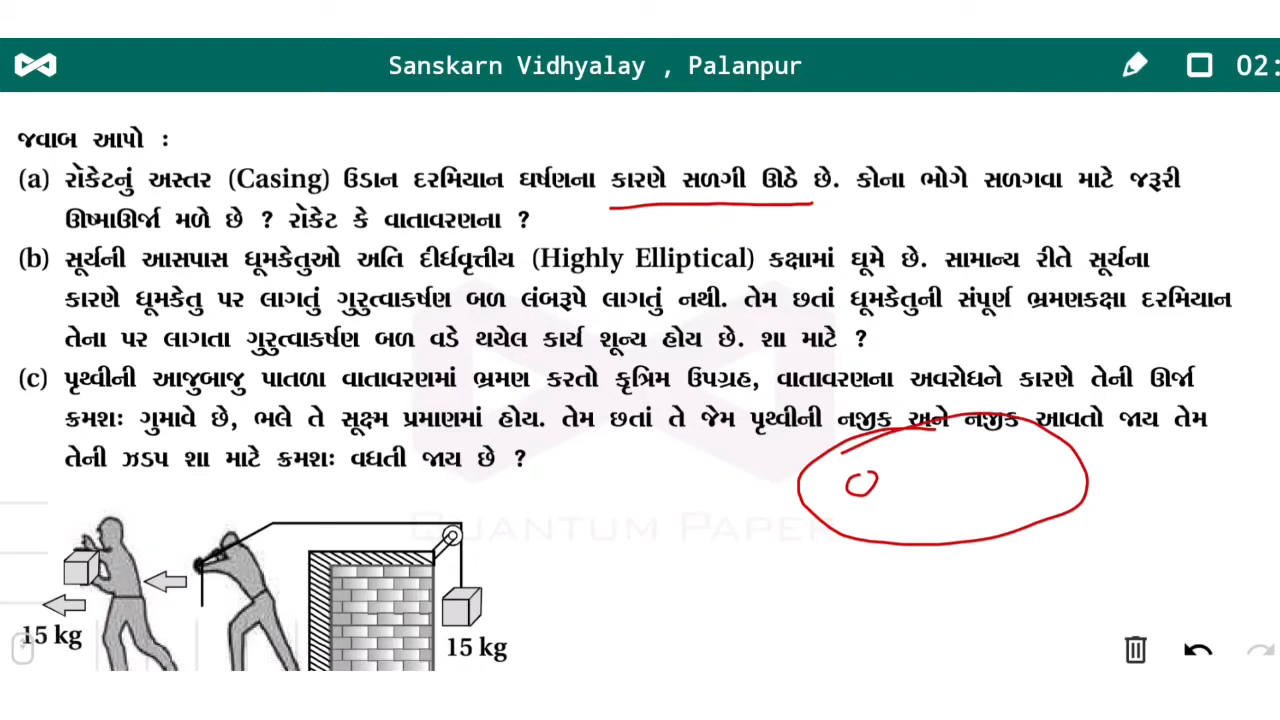 Sanskarn Vidhyalay , Palanpur
02:
જવાબ આપો :
(a) રૉકેટનું અસ્તર (Casing) ઉડાન દરમિયાન ઘર્ષણના કારણે સળગી ઊઠે છે. કોના ભોગે સળગવા માટે જરૂરી
ઊષ્માઊર્જા મળે છે ? રૉકેટ કે વાતાવરણના ?
(b) સૂર્યની આસપાસ ધૂમકેતુઓ અતિ દીર્ઘવૃત્તીય (Highly Elliptical) કક્ષામાં ઘૂમે છે. સામાન્ય રીતે સૂર્યના
કારણે ધૂમકેતુ પર લાગતું ગુરુત્વાકર્ષણ બળ લંબરૂપે લાગતું નથી. તેમ છતાં ધૂમકેતુની સંપૂર્ણ ભ્રમણકક્ષા દરમિયાન
તેના પર લાગતા ગુરુત્વાકર્ષણ બળ વડે થયેલ કાર્ય શૂન્ય હોય છે. શા માટે ?
(c) પૃથ્વીની આજુબાજુ પાતળા વાતાવરણમાં ભ્રમણ કરતો કૃત્રિમ ઉપગ્રહ, વાતાવરણના અવરોધને કારણે તેની ઊર્જા
ક્રમશઃ ગુમાવે છે, ભલે તે સૂક્ષ્મ પ્રમાણમાં હોય. તેમ છતાં તે જેમ પૃથ્વીની નજીક અને નજીક આવતો જાય તેમ
તેની ઝડપ શા માટે ક્રમશઃ વધતી જાય છે ?
QUANTUM PAPER
15 kg
15 kg